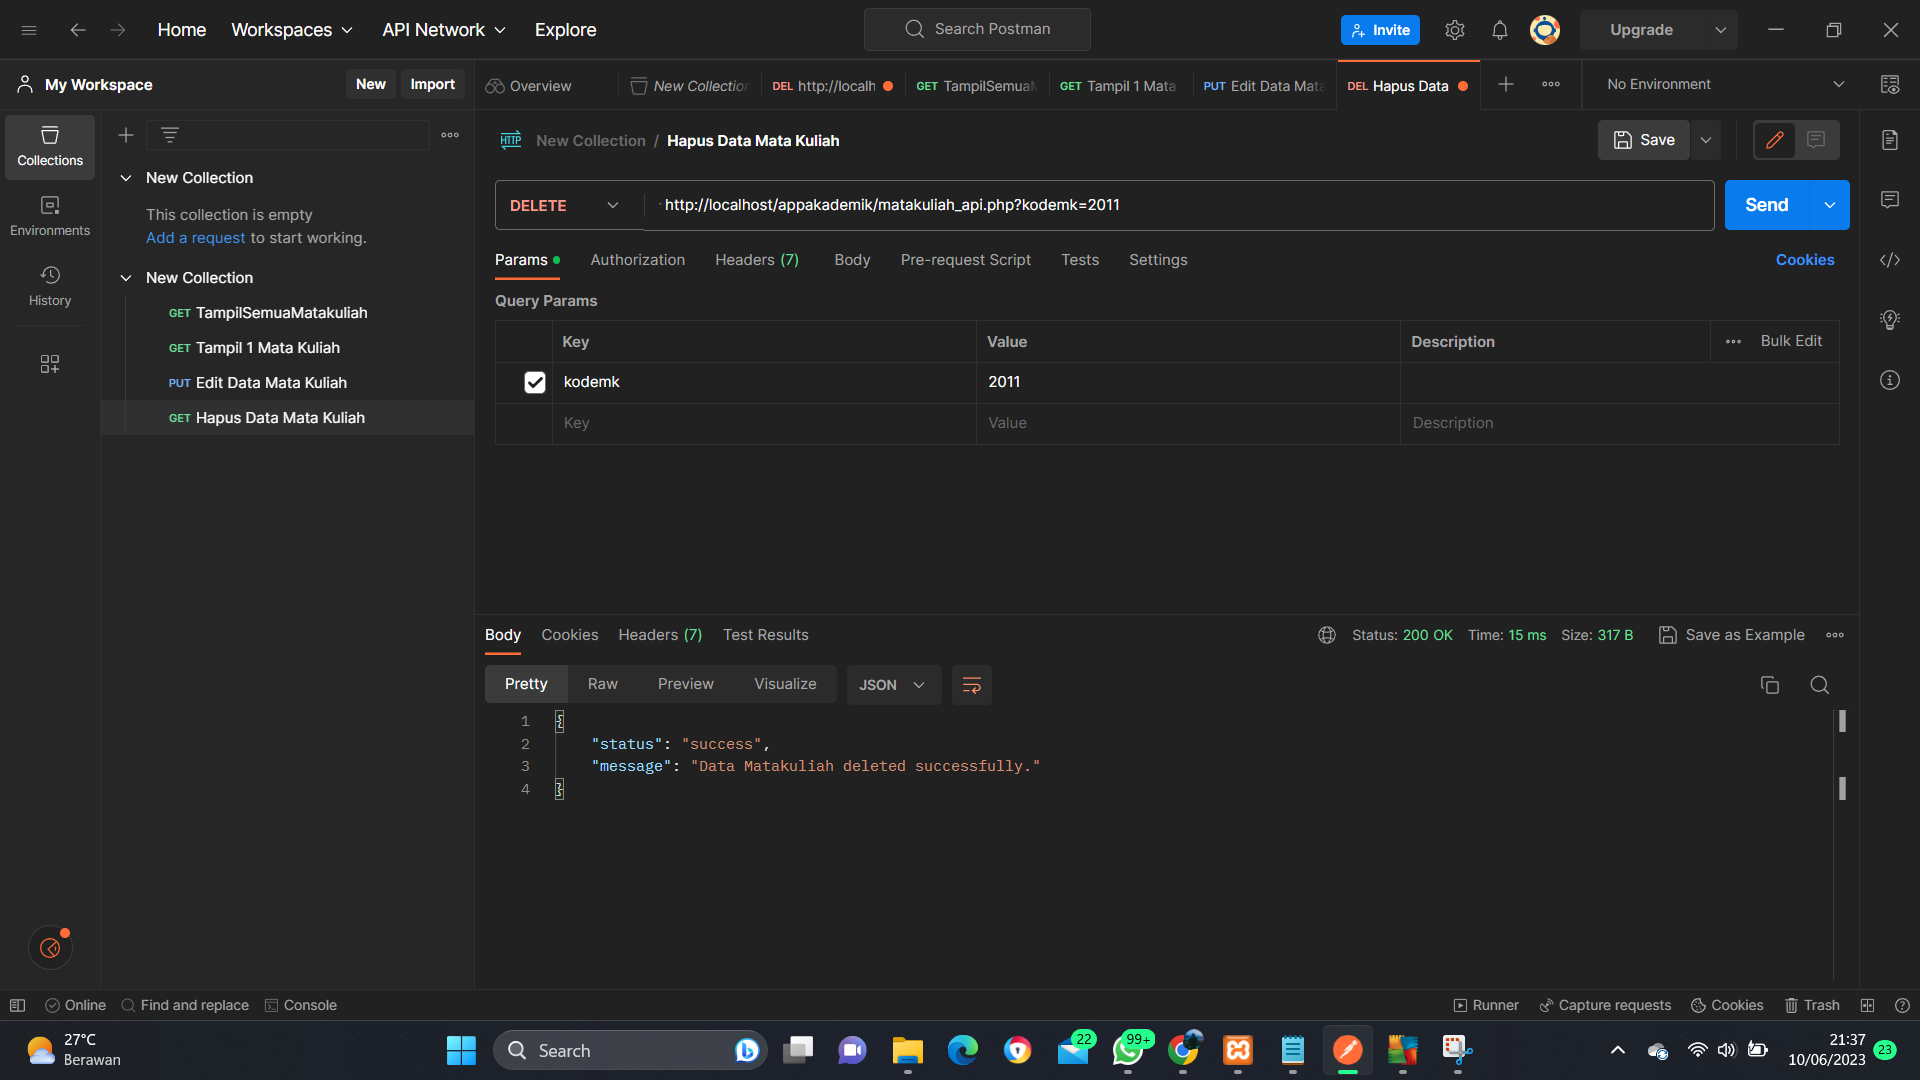 Home Workspaces API Network Explore Search Postman Invite Upgrade
My Workspace New Import Overview New Collection DEL http://localh GET TampilSemuaM GET Tampil 1 Mata PUT Edit Data Mata DEL Hapus Data No Environment
Collections
Environments
History
New Collection
This collection is empty
Add a request to start working.
New Collection
GET TampilSemuaMatakuliah
GET Tampil 1 Mata Kuliah
PUT Edit Data Mata Kuliah
GET Hapus Data Mata Kuliah
HTTP New Collection / Hapus Data Mata Kuliah Save
DELETE http://localhost/appakademik/matakuliah_api.php?kodemk=2011 Send
Params Authorization Headers (7) Body Pre-request Script Tests Settings Cookies
Query Params
Key Value Description Bulk Edit
kodemk 2011
Key Value Description
Body Cookies Headers (7) Test Results Status: 200 OK Time: 15 ms Size: 317 B Save as Example
Pretty Raw Preview Visualize JSON
1 {
2 "status": "success",
3 "message": "Data Matakuliah deleted successfully."
4 }
Online Find and replace Console Runner Capture requests Cookies Trash
27°C
Berawan
Search
22
99+
21:37
10/06/2023
23